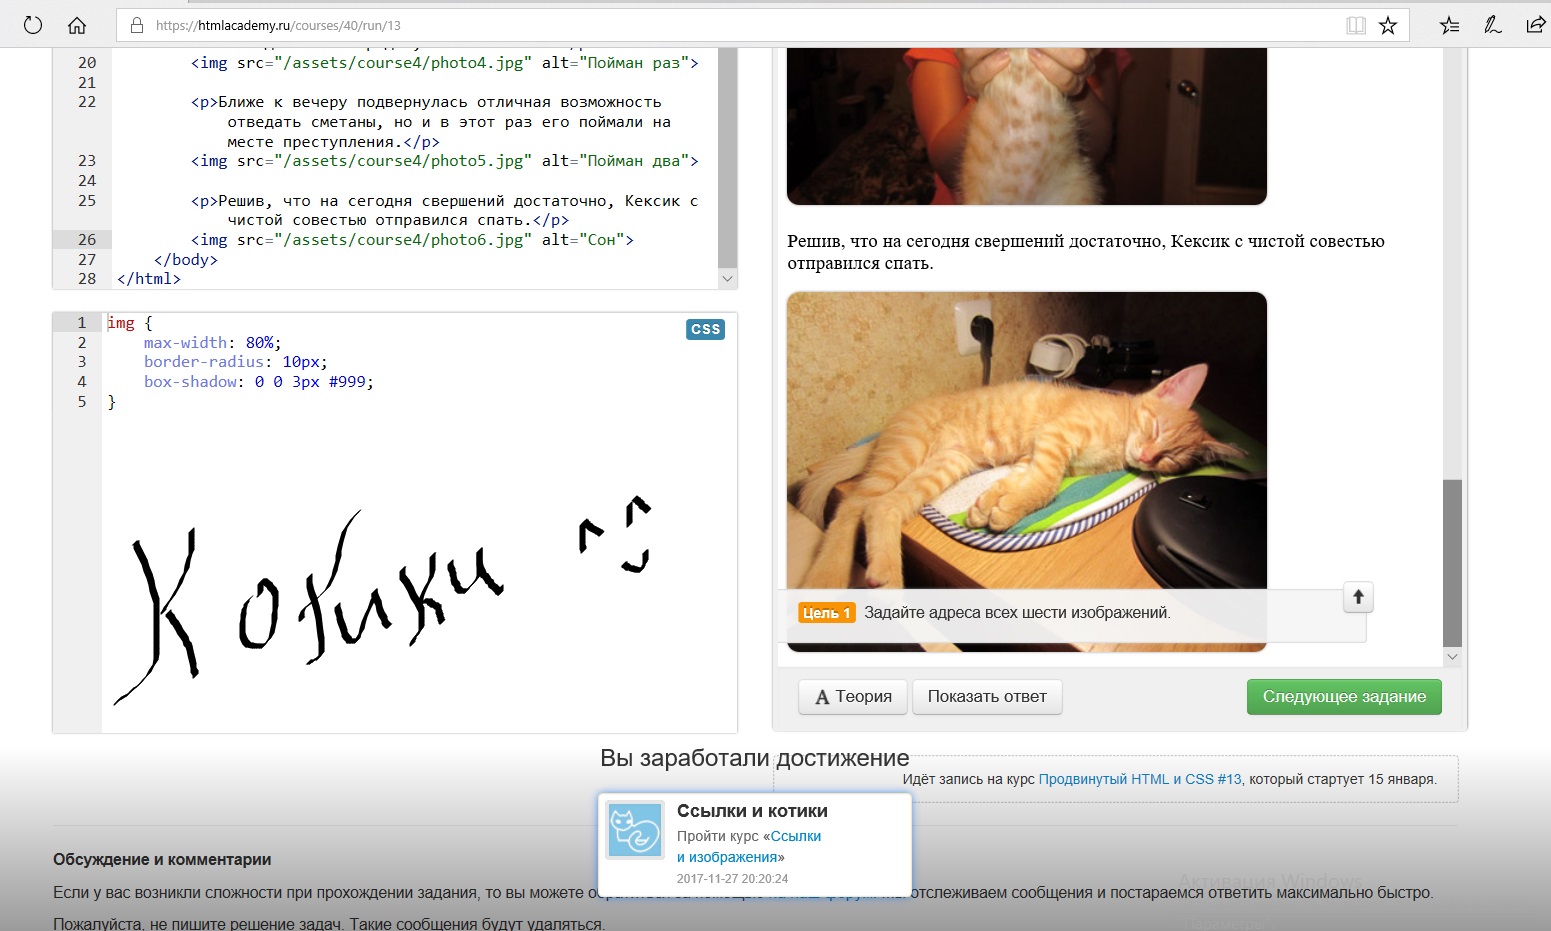 https://htmlacademy.ru/courses/40/run/13
20 <img src="/assets/course4/photo4.jpg" alt="Пойман раз">
21
22 <p>Ближе к вечеру подвернулась отличная возможность
отведать сметаны, но и в этот раз его поймали на
месте преступления.</p>
23 <img src="/assets/course4/photo5.jpg" alt="Пойман два">
24
25 <p>Решив, что на сегодня свершений достаточно, Кексик с
чистой совестью отправился спать.</p>
26 <img src="/assets/course4/photo6.jpg" alt="Сон">
27 </body>
28 </html>
CSS
1 img {
2 max-width: 80%;
3 border-radius: 10px;
4 box-shadow: 0 0 3px #999;
5 }
Котики
Решив, что на сегодня свершений достаточно, Кексик с чистой совестью
отправился спать.
Цель 1 Задайте адреса всех шести изображений.
Теория
Показать ответ
Следующее задание
Вы заработали достижение
Идёт запись на курс Продвинутый HTML и CSS #13, который стартует 15 января.
Ссылки и котики
Пройти курс «Ссылки
и изображения»
2017-11-27 20:20:24
Обсуждение и комментарии
Активация Windows
Если у вас возникли сложности при прохождении задания, то вы можете отслеживаем сообщения и постараемся ответить максимально быстро.
Пожалуйста, не пишите решение задач. Такие сообщения будут удаляться.